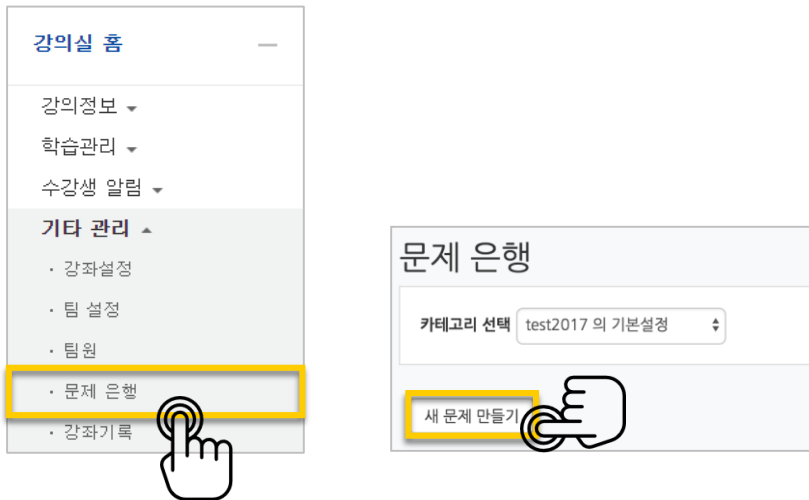 강의실 홈
강의정보
학습관리
수강생 알림
기타 관리
· 강좌설정
· 팀 설정
· 팀원
· 문제 은행
· 강좌기록
문제 은행
카테고리 선택 test2017 의 기본설정
새 문제 만들기